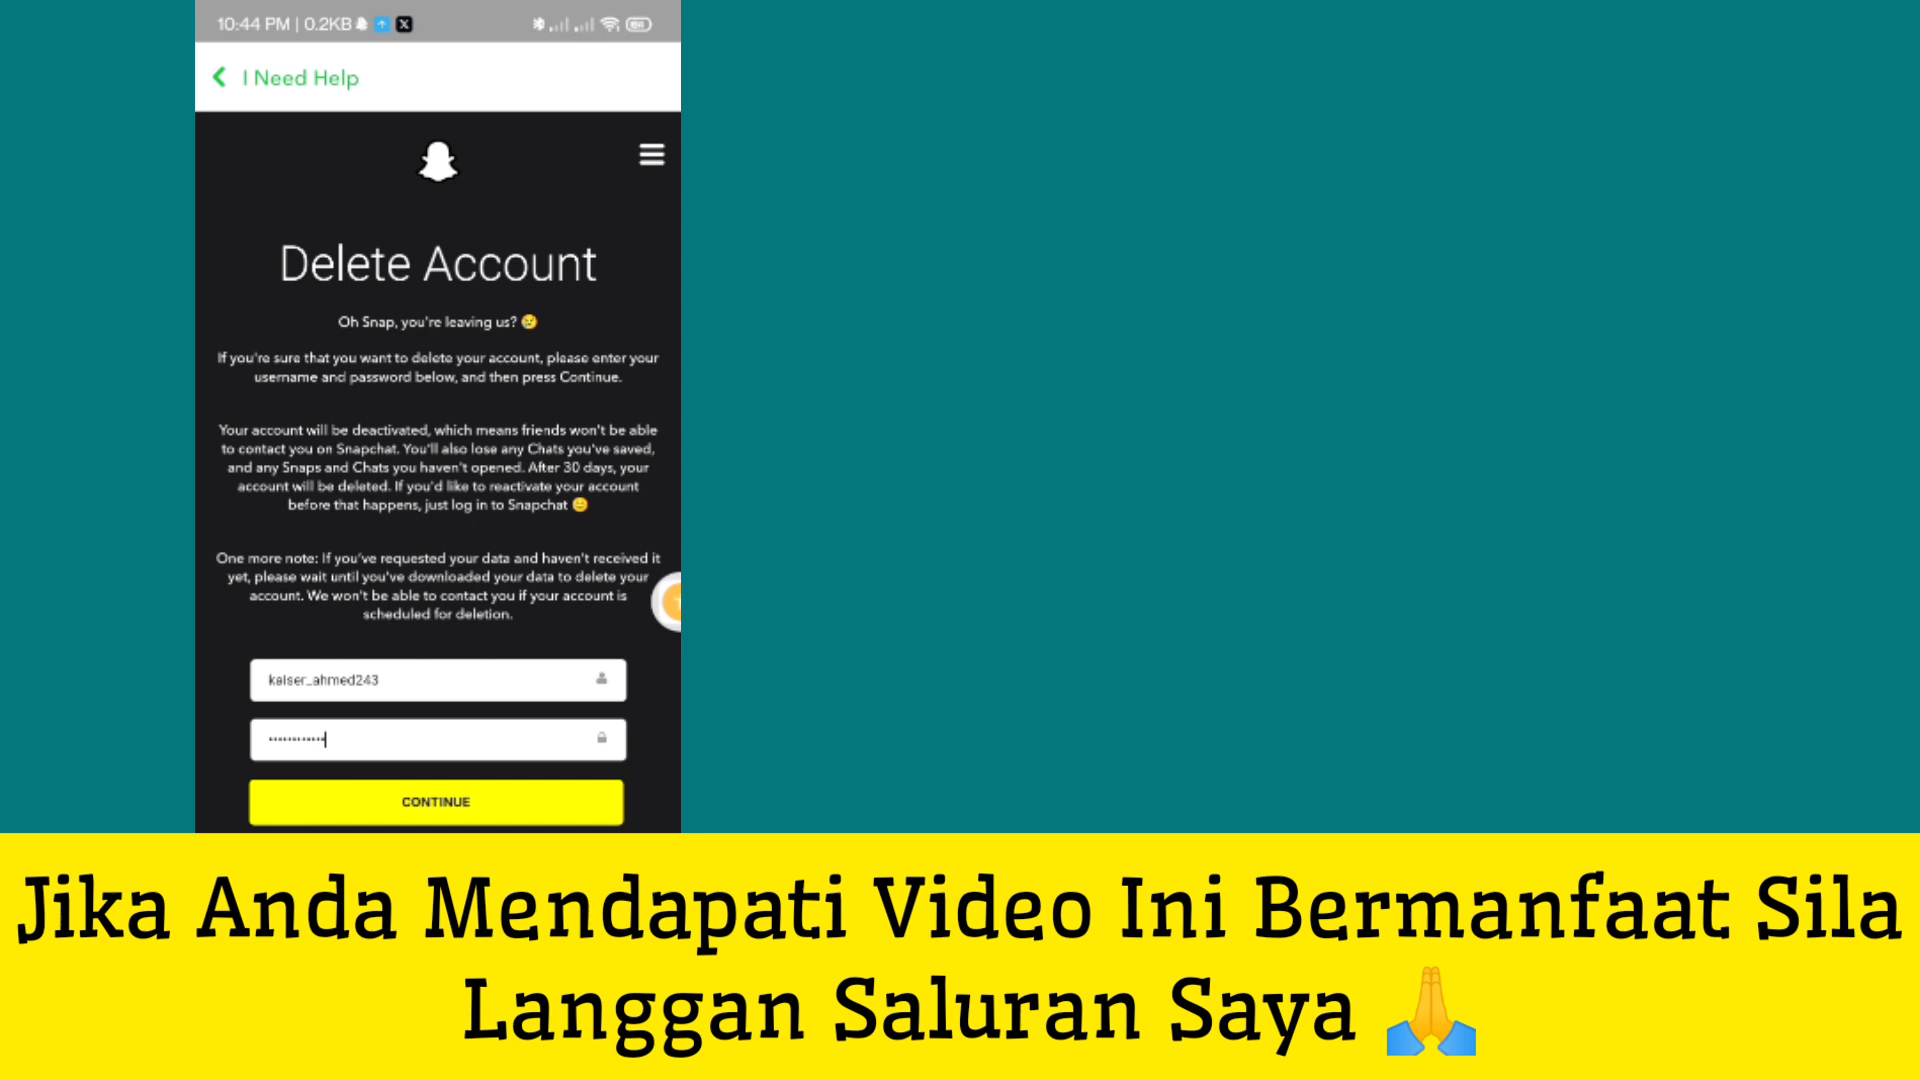 10:44 PM | 0.2KB
I Need Help
Delete Account
Oh Snap, you're leaving us? 😢
If you're sure that you want to delete your account, please enter your
username and password below, and then press Continue.
Your account will be deactivated, which means friends won't be able
to contact you on Snapchat. You'll also lose any Chats you've saved,
and any Snaps and Chats you haven't opened. After 30 days, your
account will be deleted. If you'd like to reactivate your account
before that happens, just log in to Snapchat 😊
One more note: If you've requested your data and haven't received it
yet, please wait until you've downloaded your data to delete your
account. We won't be able to contact you if your account is
scheduled for deletion.
kaiser_ahmed243
CONTINUE
Jika Anda Mendapati Video Ini Bermanfaat Sila
Langgan Saluran Saya 🙏